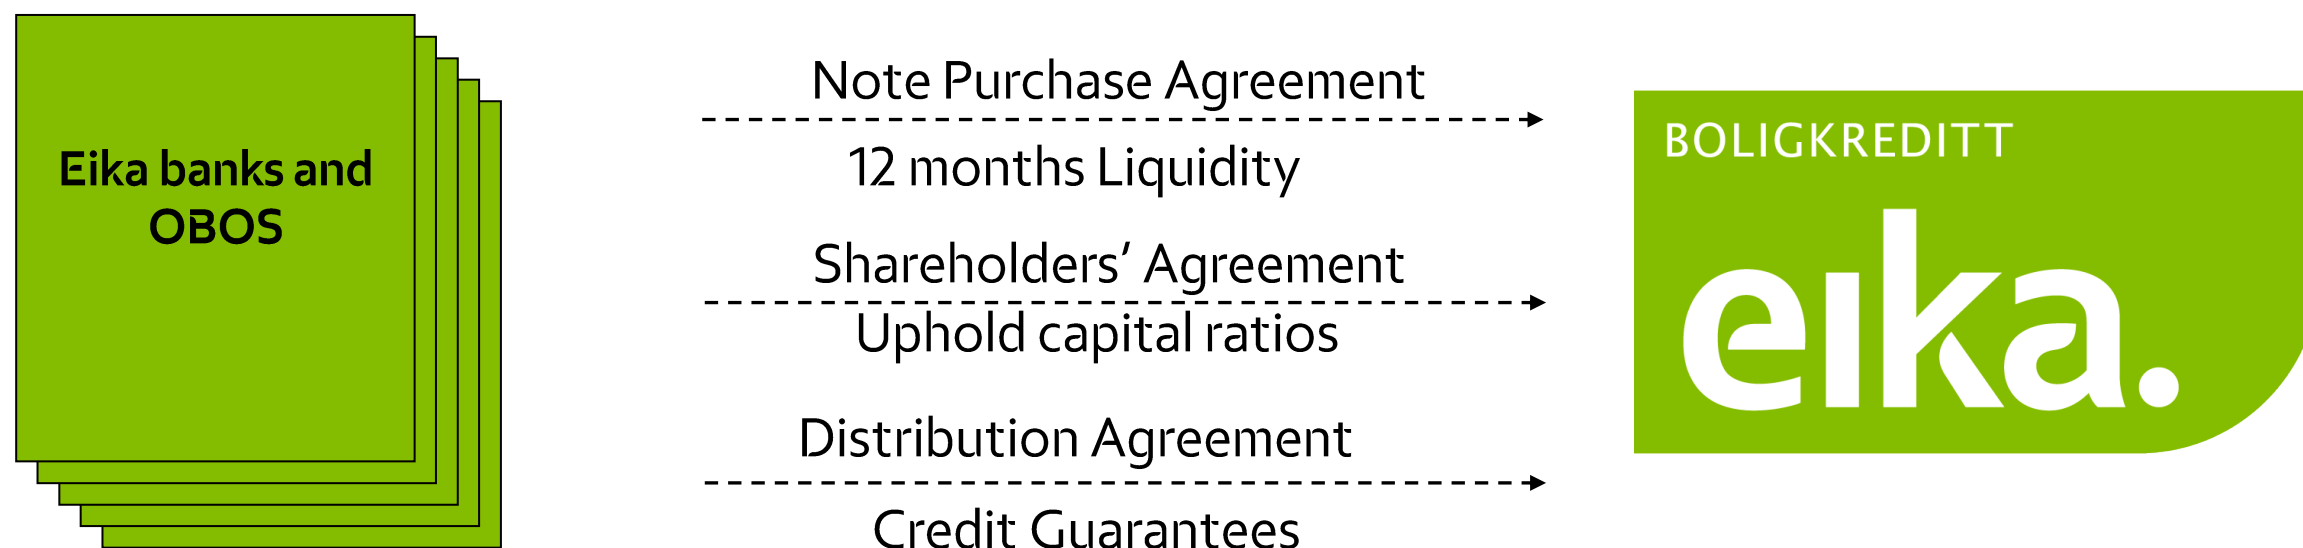 Eika banks and
OBOS
Note Purchase Agreement
12 months Liquidity
Shareholders’ Agreement
Uphold capital ratios
Distribution Agreement
Credit Guarantees
BOLIGKREDITT
eika.